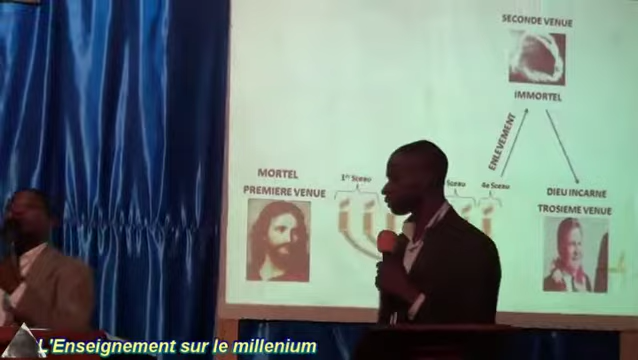 SECONDE VENUE
IMMORTEL
ENLEVEMENT
MORTEL
PREMIERE VENUE
1er Sceau
Sceau
4e Sceau
DIEU INCARNE
TROSIEME VENUE
L'Enseignement sur le millenium